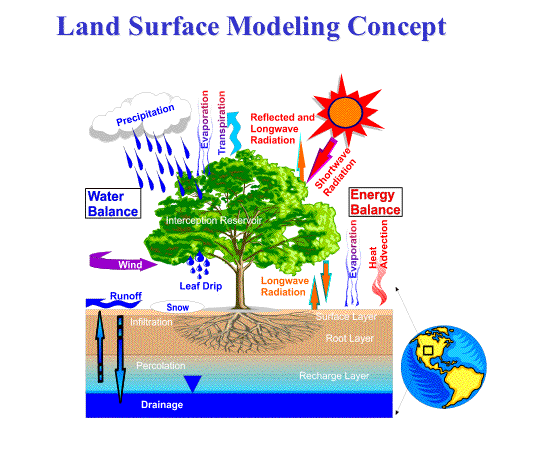 Land Surface Modeling Concept
Precipitation
Evaporation
Transpiration
Reflected and
Longwave
Radiation
Shortwave
Radiation
Water
Balance
Interception Reservoir
Energy
Balance
Wind
Leaf Drip
Longwave
Radiation
Evaporation
Heat
Advection
Runoff
Snow
Infiltration
Surface Layer
Root Layer
Percolation
Recharge Layer
Drainage